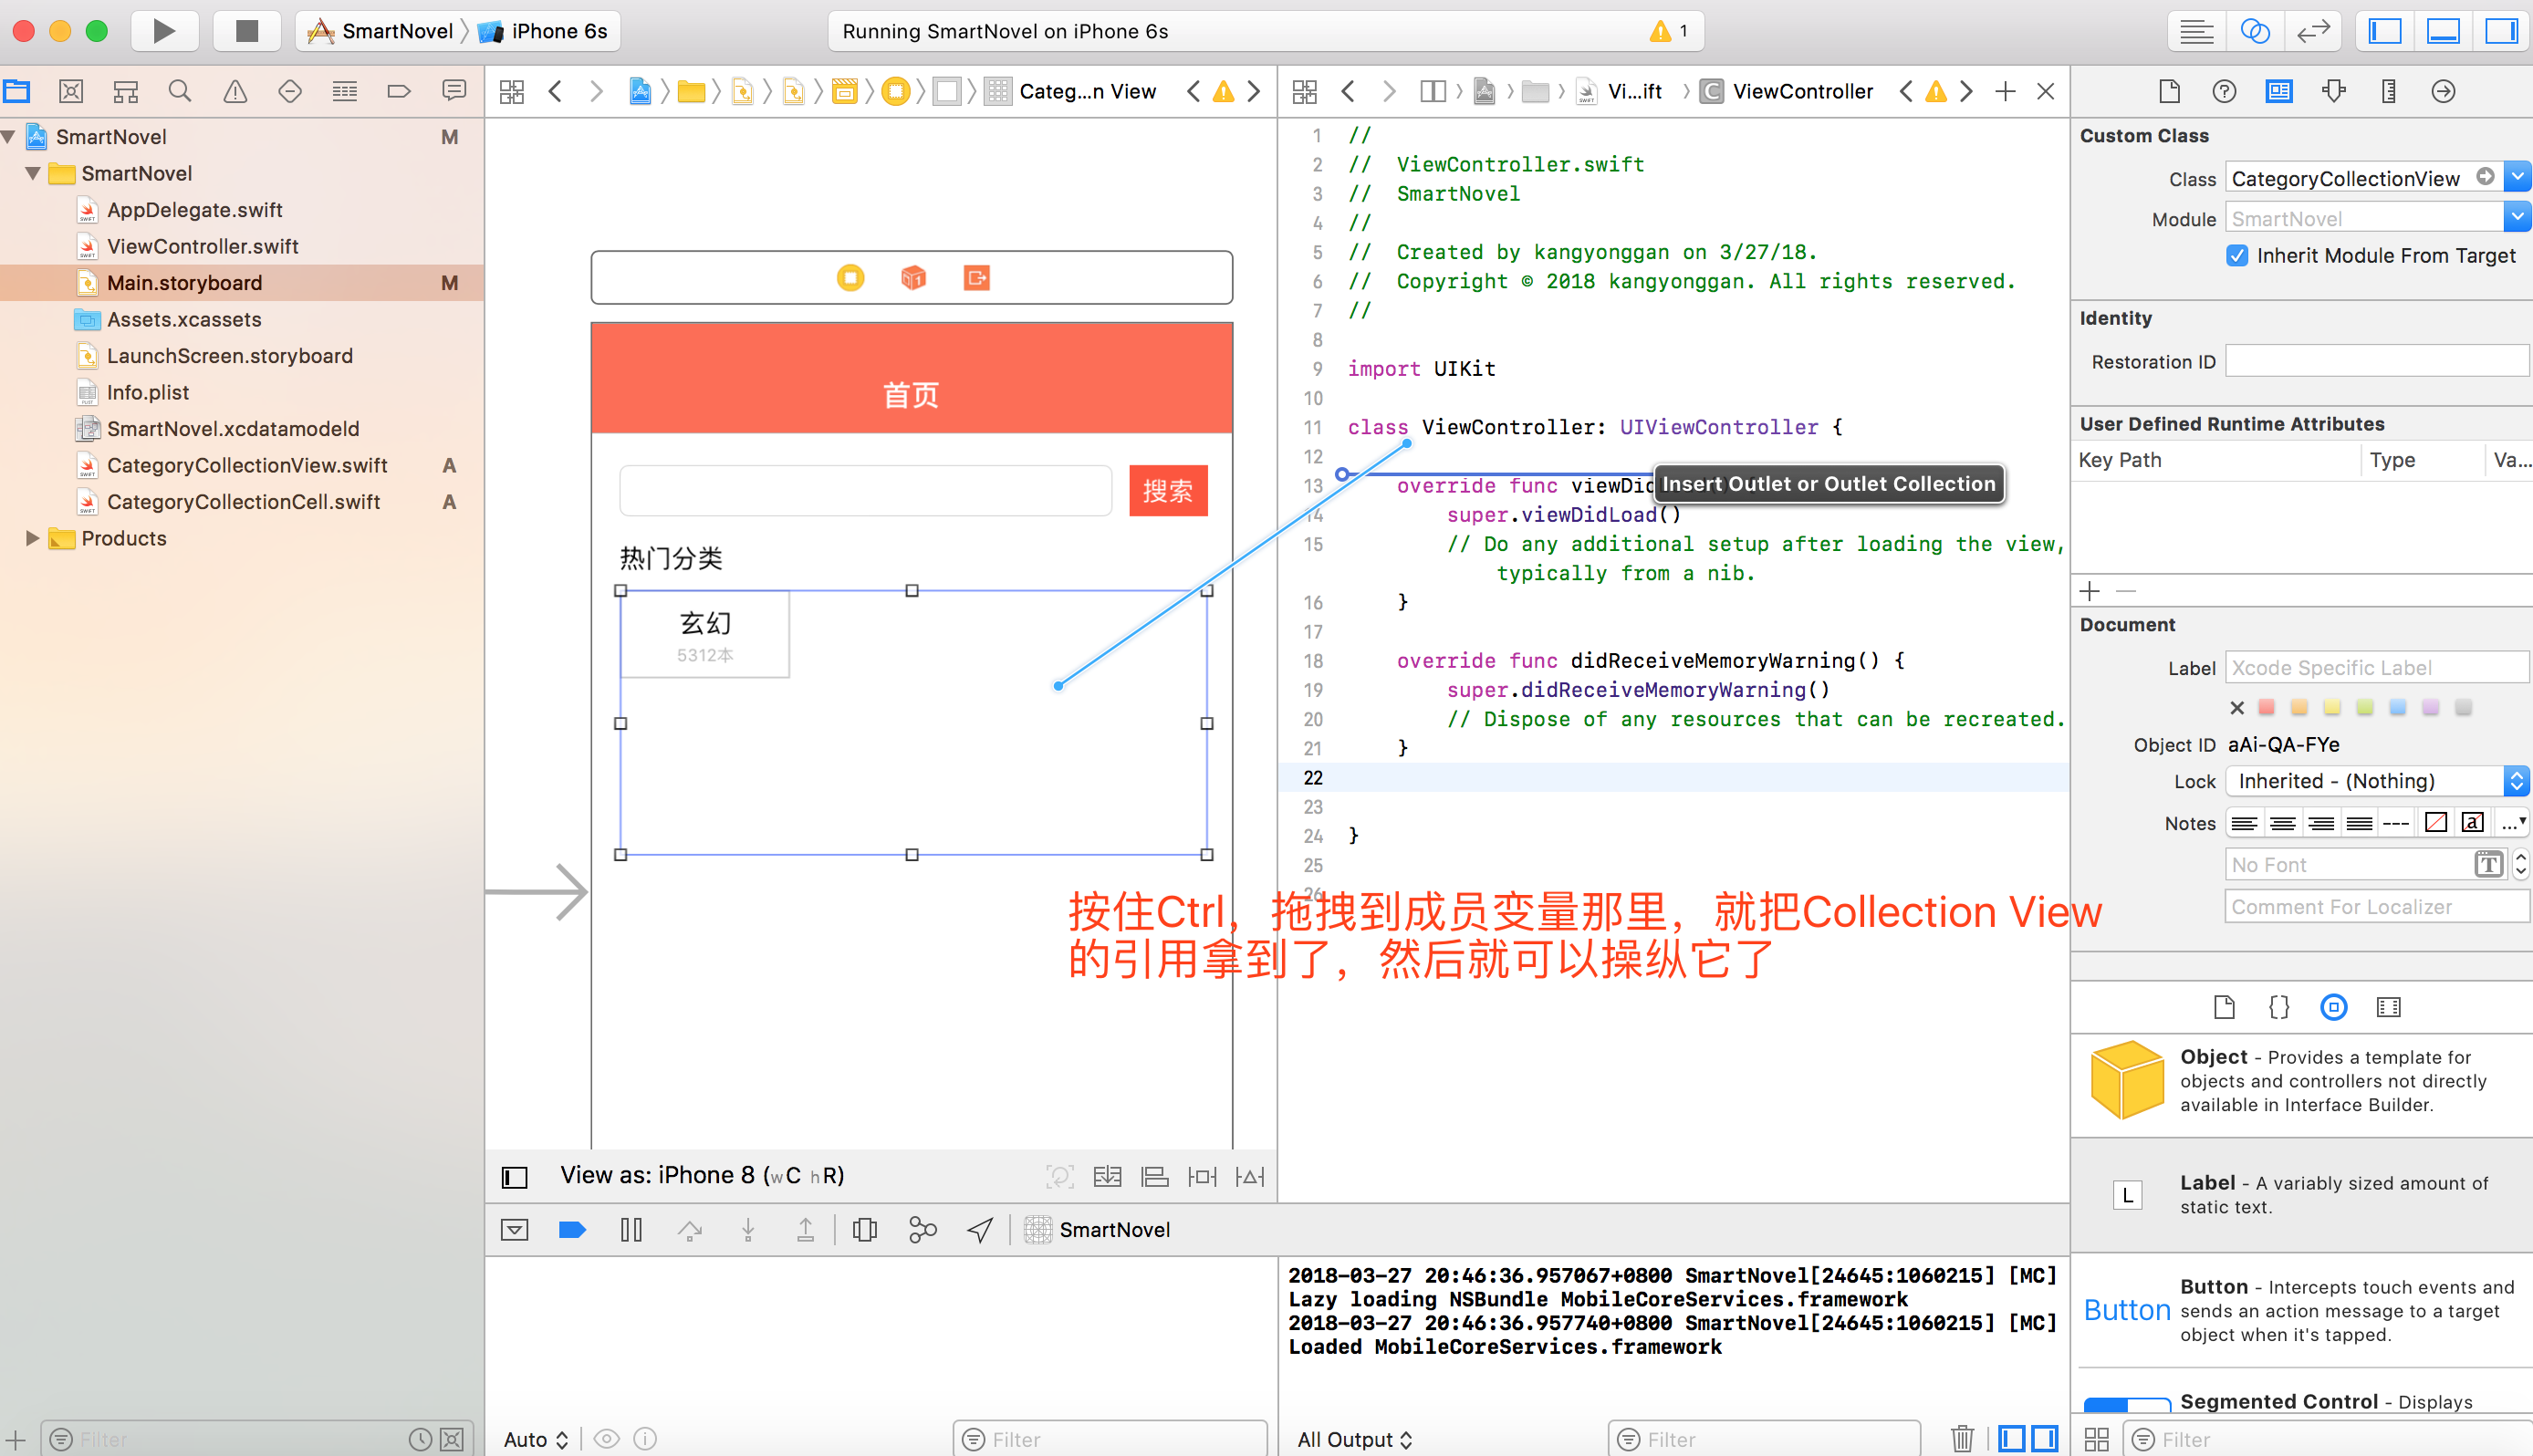 SmartNovel
iPhone 6s
Running SmartNovel on iPhone 6s
1
SmartNovel M
SmartNovel
AppDelegate.swift
ViewController.swift
Main.storyboard M
Assets.xcassets
LaunchScreen.storyboard
Info.plist
SmartNovel.xcdatamodeld
CategoryCollectionView.swift A
CategoryCollectionCell.swift A
Products
Filter
Categ...n View
首页
搜索
热门分类
玄幻
5312本
View as: iPhone 8 (wC hR)
Vi...ift
C ViewController
1 //
2 // ViewController.swift
3 // SmartNovel
4 //
5 // Created by kangyonggan on 3/27/18.
6 // Copyright © 2018 kangyonggan. All rights reserved.
7 //
8
9 import UIKit
10
11 class ViewController: UIViewController {
12
Insert Outlet or Outlet Collection
13 override func
14 super.viewDidLoad()
15 // Do any additional setup after loading the view,
typically from a nib.
16 }
17
18 override func didReceiveMemoryWarning() {
19 super.didReceiveMemoryWarning()
20 // Dispose of any resources that can be recreated.
21 }
22
23
24 }
25
26
按住Ctrl，拖拽到成员变量那里，就把Collection View
的引用拿到了，然后就可以操纵它了
SmartNovel
2018-03-27 20:46:36.957067+0800 SmartNovel[24645:1060215] [MC]
Lazy loading NSBundle MobileCoreServices.framework
2018-03-27 20:46:36.957740+0800 SmartNovel[24645:1060215] [MC]
Loaded MobileCoreServices.framework
Auto
Filter
All Output
Filter
Custom Class
Class CategoryCollectionView
Module SmartNovel
Inherit Module From Target
Identity
Restoration ID
User Defined Runtime Attributes
Key Path Type Va...
Document
Label Xcode Specific Label
Object ID aAi-QA-FYe
Lock Inherited - (Nothing)
Notes
No Font
Comment For Localizer
Object - Provides a template for
objects and controllers not directly
available in Interface Builder.
L
Label - A variably sized amount of
static text.
Button
Button - Intercepts touch events and
sends an action message to a target
object when it's tapped.
Segmented Control - Displays
Filter